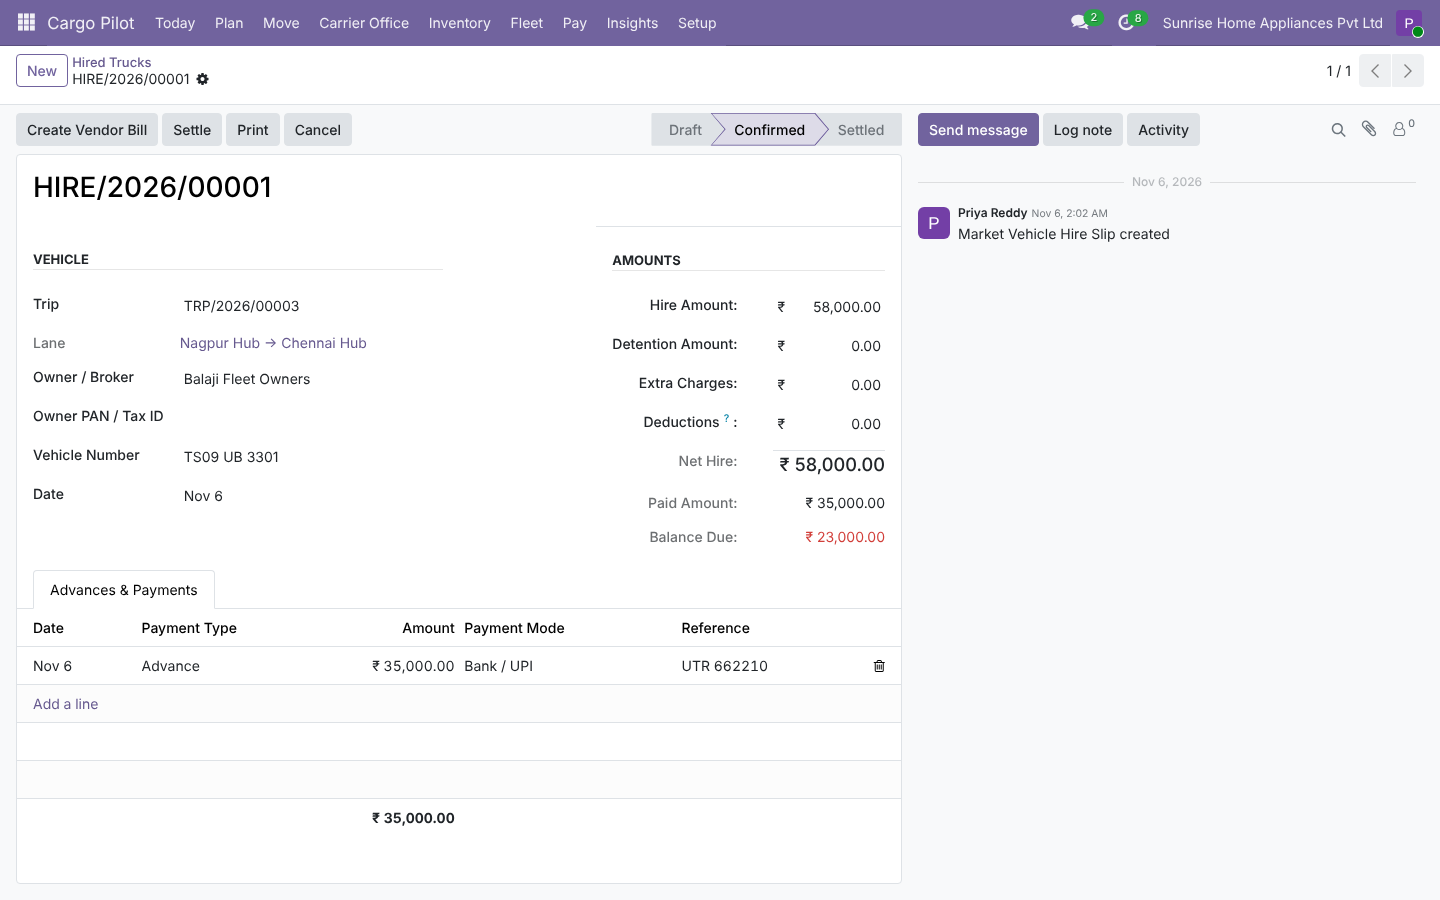 Cargo Pilot Today Plan Move Carrier Office Inventory Fleet Pay Insights Setup 2 8 Sunrise Home Appliances Pvt Ltd P
New Hired Trucks
HIRE/2026/00001
1 / 1
Create Vendor Bill Settle Print Cancel Draft Confirmed Settled Send message Log note Activity 0
HIRE/2026/00001
Nov 6, 2026
P Priya Reddy Nov 6, 2:02 AM
Market Vehicle Hire Slip created
VEHICLE
Trip TRP/2026/00003
Lane Nagpur Hub → Chennai Hub
Owner / Broker Balaji Fleet Owners
Owner PAN / Tax ID
Vehicle Number TS09 UB 3301
Date Nov 6
AMOUNTS
Hire Amount: ₹ 58,000.00
Detention Amount: ₹ 0.00
Extra Charges: ₹ 0.00
Deductions ? : ₹ 0.00
Net Hire: ₹ 58,000.00
Paid Amount: ₹ 35,000.00
Balance Due: ₹ 23,000.00
Advances & Payments
Date Payment Type Amount Payment Mode Reference
Nov 6 Advance ₹ 35,000.00 Bank / UPI UTR 662210
Add a line
₹ 35,000.00